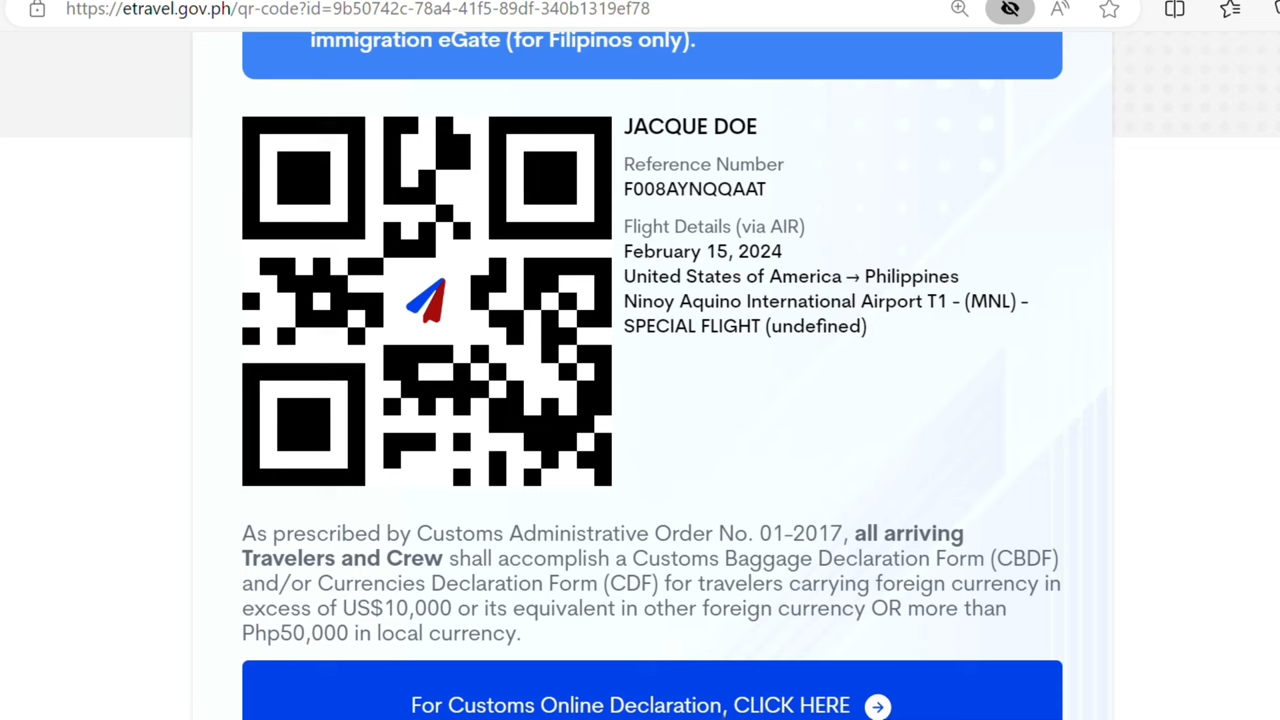 https://etravel.gov.ph/qr-code?id=9b50742c-78a4-41f5-89df-340b1319ef78
immigration eGate (for Filipinos only).
JACQUE DOE
Reference Number
F008AYNQQAAT
Flight Details (via AIR)
February 15, 2024
United States of America → Philippines
Ninoy Aquino International Airport T1 - (MNL) -
SPECIAL FLIGHT (undefined)
As prescribed by Customs Administrative Order No. 01-2017, all arriving
Travelers and Crew shall accomplish a Customs Baggage Declaration Form (CBDF)
and/or Currencies Declaration Form (CDF) for travelers carrying foreign currency in
excess of US$10,000 or its equivalent in other foreign currency OR more than
Php50,000 in local currency.
For Customs Online Declaration, CLICK HERE